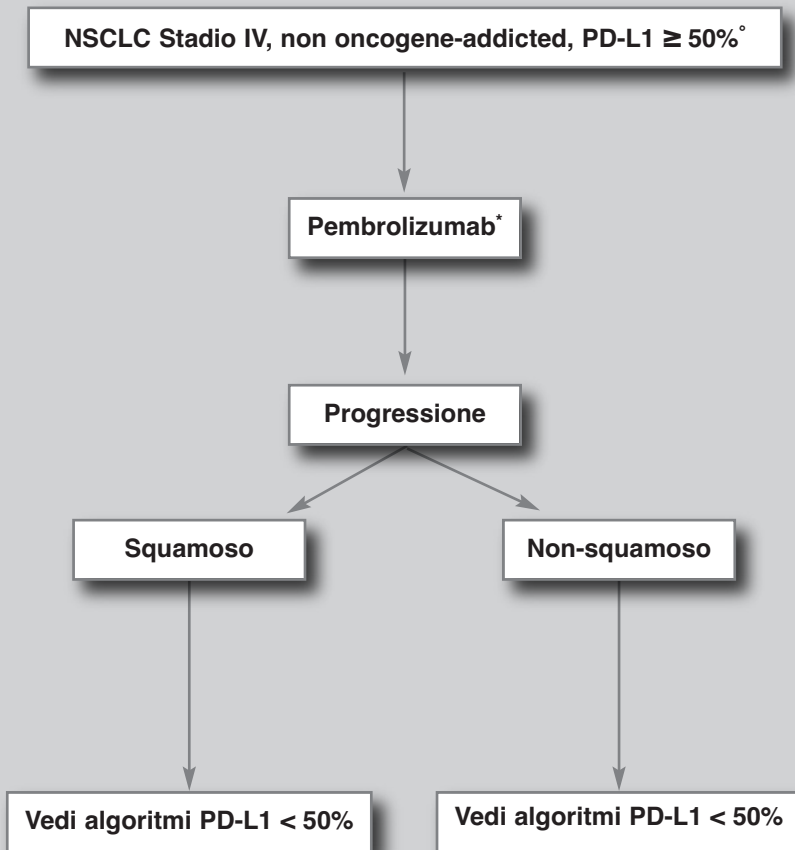 NSCLC Stadio IV, non oncogene-addicted, PD-L1 ≥ 50%°
Pembrolizumab*
Progressione
Squamoso
Non-squamoso
Vedi algoritmi PD-L1 < 50%
Vedi algoritmi PD-L1 < 50%